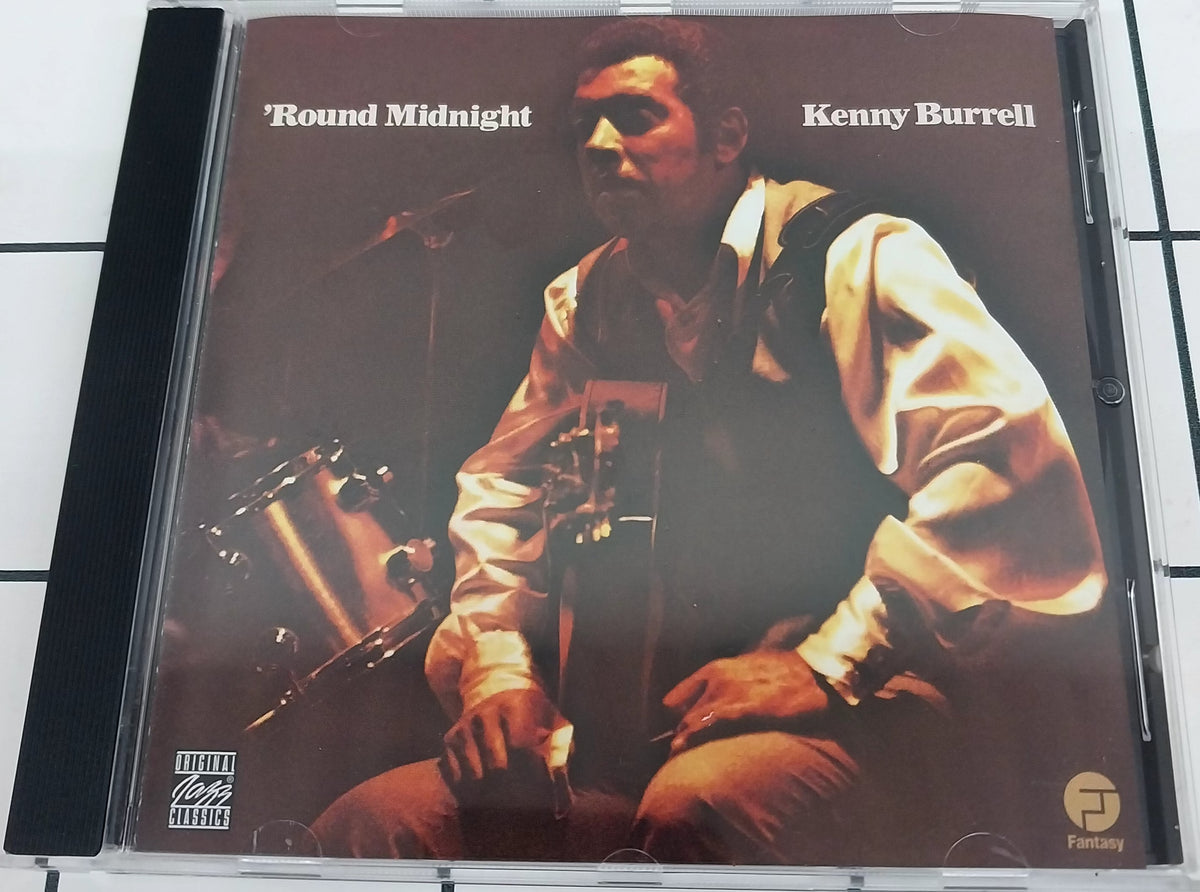 'Round Midnight
Kenny Burrell
ORIGINAL
Jazz
CLASSICS
Fantasy